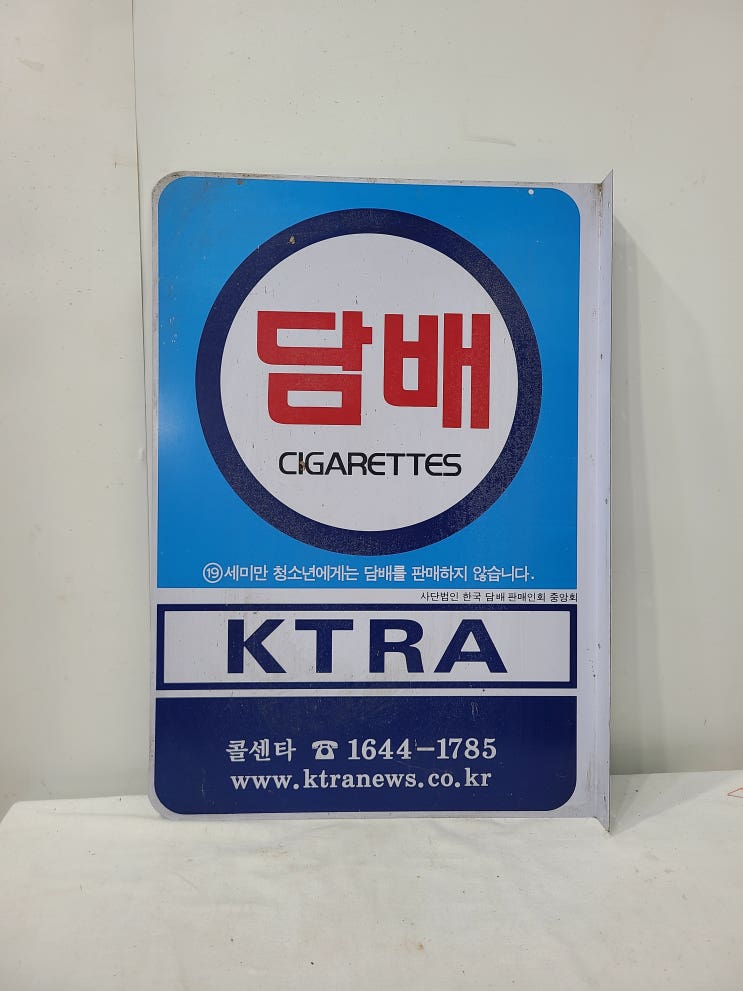 담배
CIGARETTES
⑲세미만 청소년에게는 담배를 판매하지 않습니다.
사단법인 한국 담배 판매인회 중앙회
KTRA
콜센타 ☎ 1644-1785
www.ktranews.co.kr